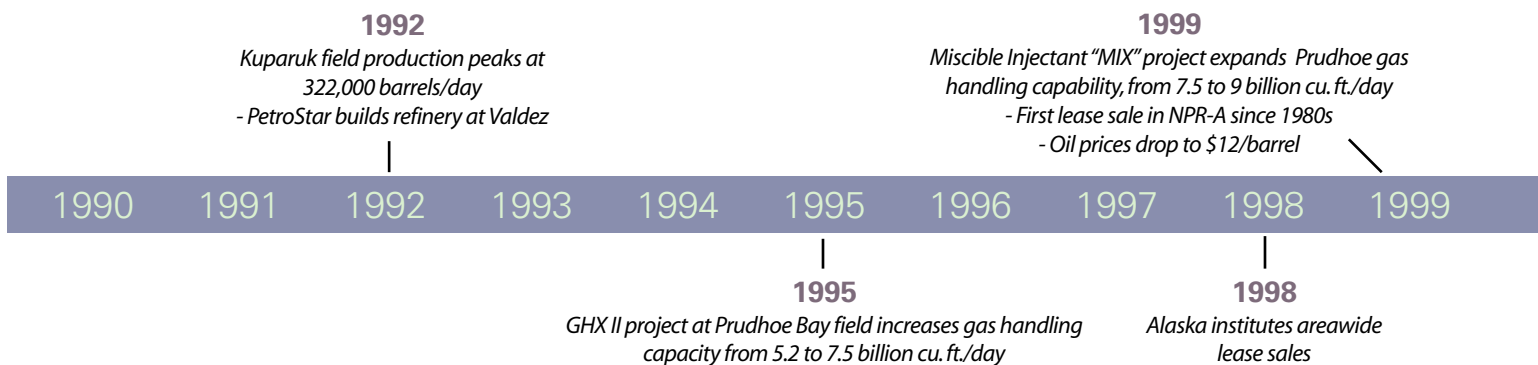 1992
Kuparuk field production peaks at
322,000 barrels/day
- PetroStar builds refinery at Valdez
1999
Miscible Injectant “MIX” project expands Prudhoe gas
handling capability, from 7.5 to 9 billion cu. ft./day
- First lease sale in NPR-A since 1980s
- Oil prices drop to $12/barrel
1990 1991 1992 1993 1994 1995 1996 1997 1998 1999
1995
GHX II project at Prudhoe Bay field increases gas handling
capacity from 5.2 to 7.5 billion cu. ft./day
1998
Alaska institutes areawide
lease sales